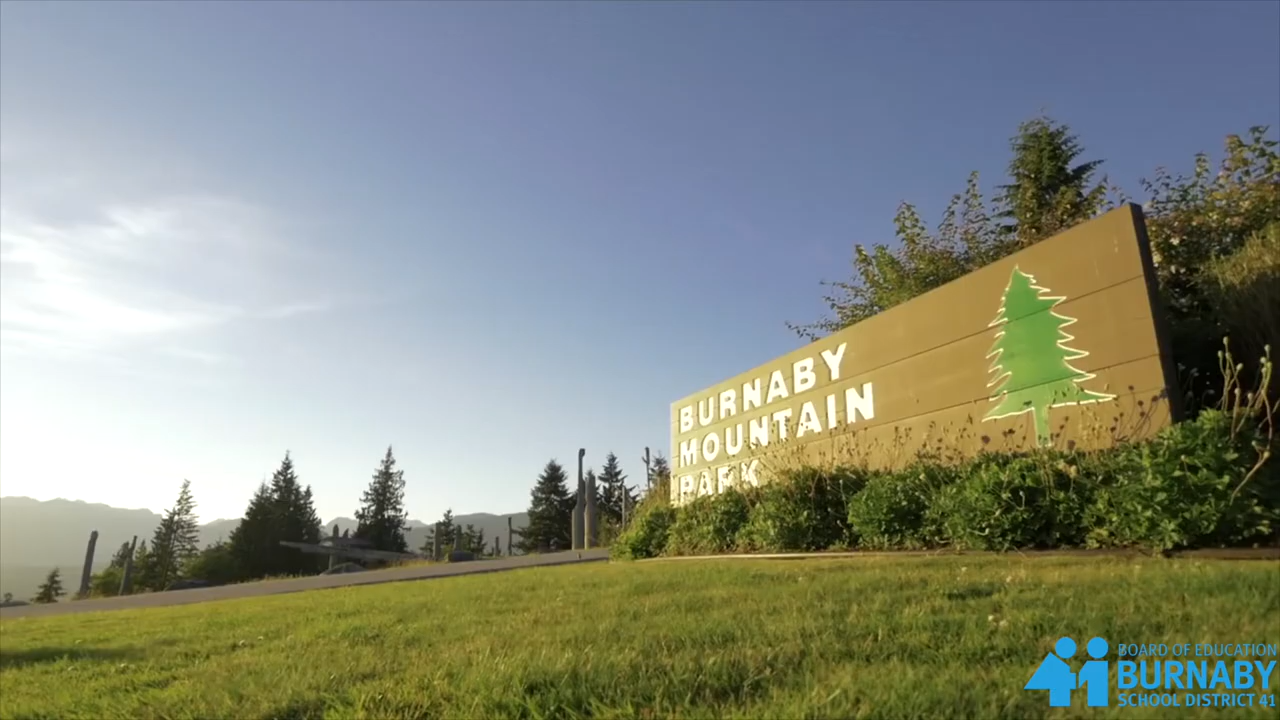 BURNABY
MOUNTAIN
PARK
BOARD OF EDUCATION
BURNABY
SCHOOL DISTRICT 41